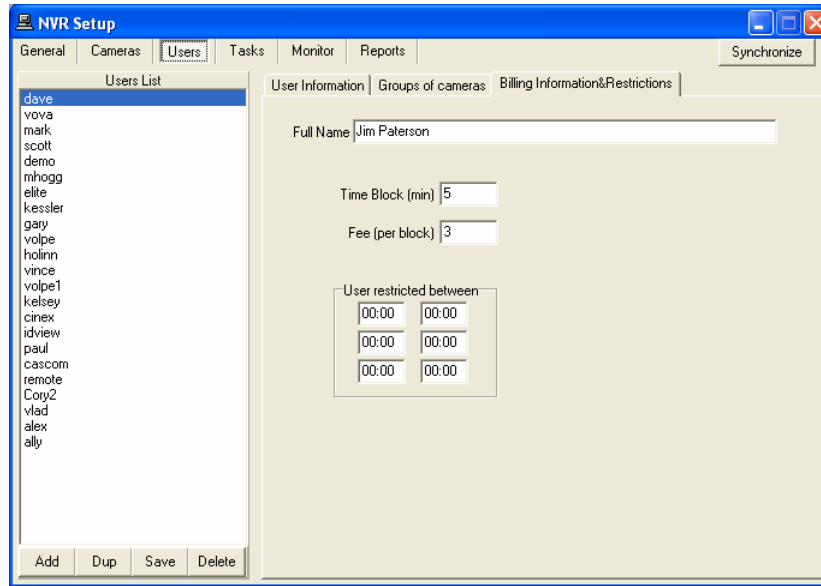 NVR Setup
General Cameras Users Tasks Monitor Reports Synchronize
Users List
dave
vova
mark
scott
demo
mhogg
elite
kessler
gary
volpe
holinn
vince
volpe1
kelsey
cinex
idview
paul
cascom
remote
Cory2
vlad
alex
ally
Add Dup Save Delete
User Information Groups of cameras Billing Information&Restrictions
Full Name Jim Paterson
Time Block (min) 5
Fee (per block) 3
User restricted between
00:00 00:00
00:00 00:00
00:00 00:00